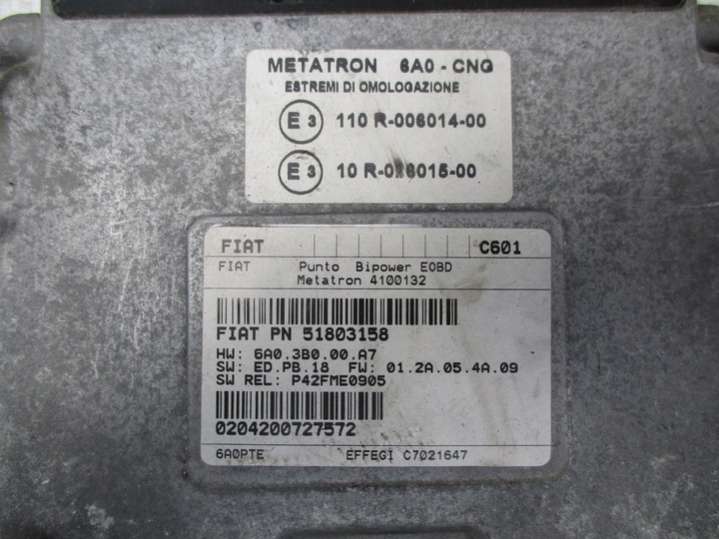 METATRON 6A0 - CNG
ESTREMI DI OMOLOGAZIONE
E 3 110 R-006014-00
E 3 10 R-026015-00
FIAT C601
FIAT Punto Bipower EOBD
Metatron 4100132
FIAT PN 51803158
HW: 6A0.3B0.00.A7
SW: ED.PB.18 FW: 01.2A.05.4A.09
SW REL: P42FME0905
0204200727572
6A0PTE EFFEGI C7021647